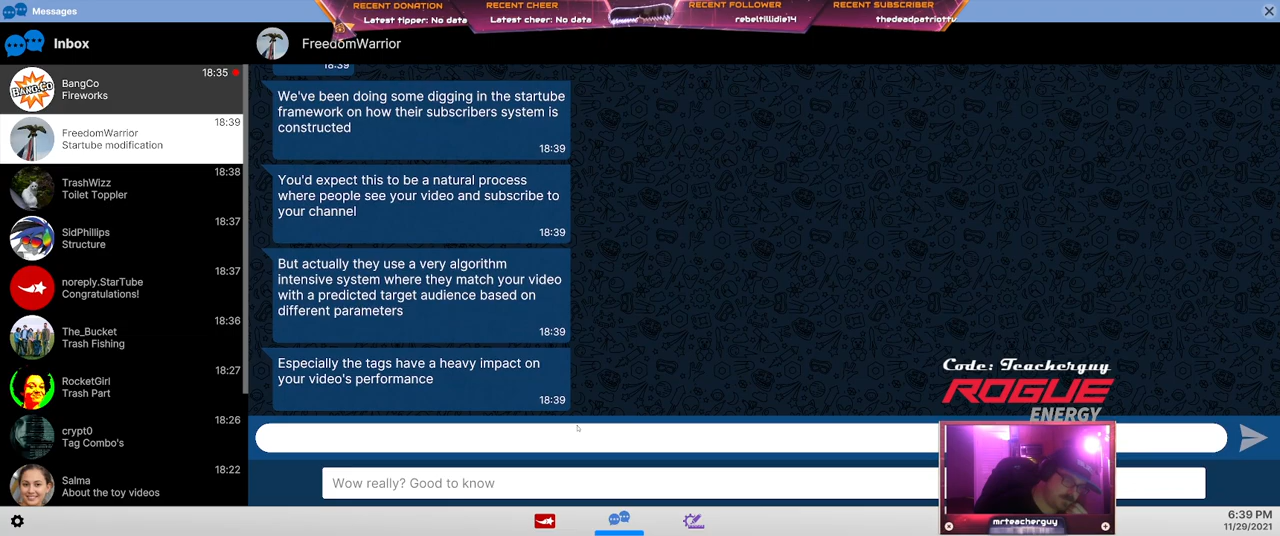 Messages
RECENT DONATION
Latest tipper: No data
RECENT CHEER
Latest cheer: No data
RECENT FOLLOWER
rebeltillidie14
RECENT SUBSCRIBER
thedeadpatriottv
Inbox
FreedomWarrior
18:39
BangCo
Fireworks
18:35
BANG.CO
FreedomWarrior
Startube modification
18:39
TrashWizz
Toilet Toppler
18:38
SidPhillips
Structure
18:37
noreply.StarTube
Congratulations!
18:37
The_Bucket
Trash Fishing
18:36
RocketGirl
Trash Part
18:27
crypt0
Tag Combo's
18:26
Salma
About the toy videos
18:22
We've been doing some digging in the startube
framework on how their subscribers system is
constructed
18:39
You'd expect this to be a natural process
where people see your video and subscribe to
your channel
18:39
But actually they use a very algorithm
intensive system where they match your video
with a predicted target audience based on
different parameters
18:39
Especially the tags have a heavy impact on
your video's performance
18:39
Wow really? Good to know
Code: Teacherguy
ROGUE
ENERGY
mrteacherguy
6:39 PM
11/29/2021